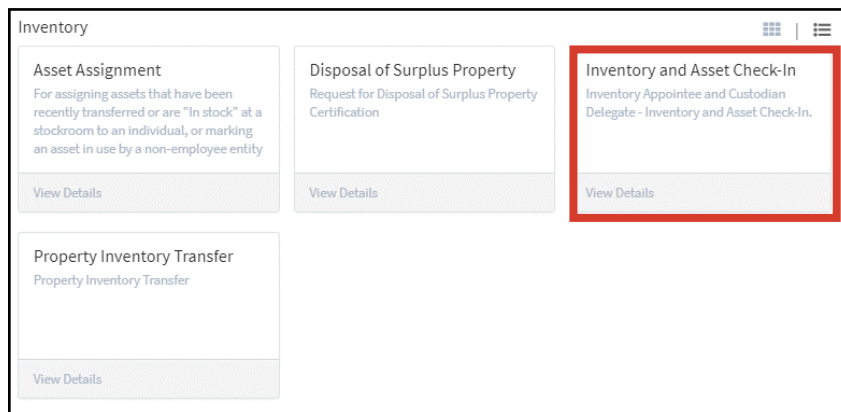 Inventory
Asset Assignment
For assigning assets that have been
recently transferred or are "In stock" at a
stockroom to an individual, or marking
an asset in use by a non-employee entity
View Details
Disposal of Surplus Property
Request for Disposal of Surplus Property
Certification
View Details
Inventory and Asset Check-In
Inventory Appointee and Custodian
Delegate - Inventory and Asset Check-In.
View Details
Property Inventory Transfer
Property Inventory Transfer
View Details